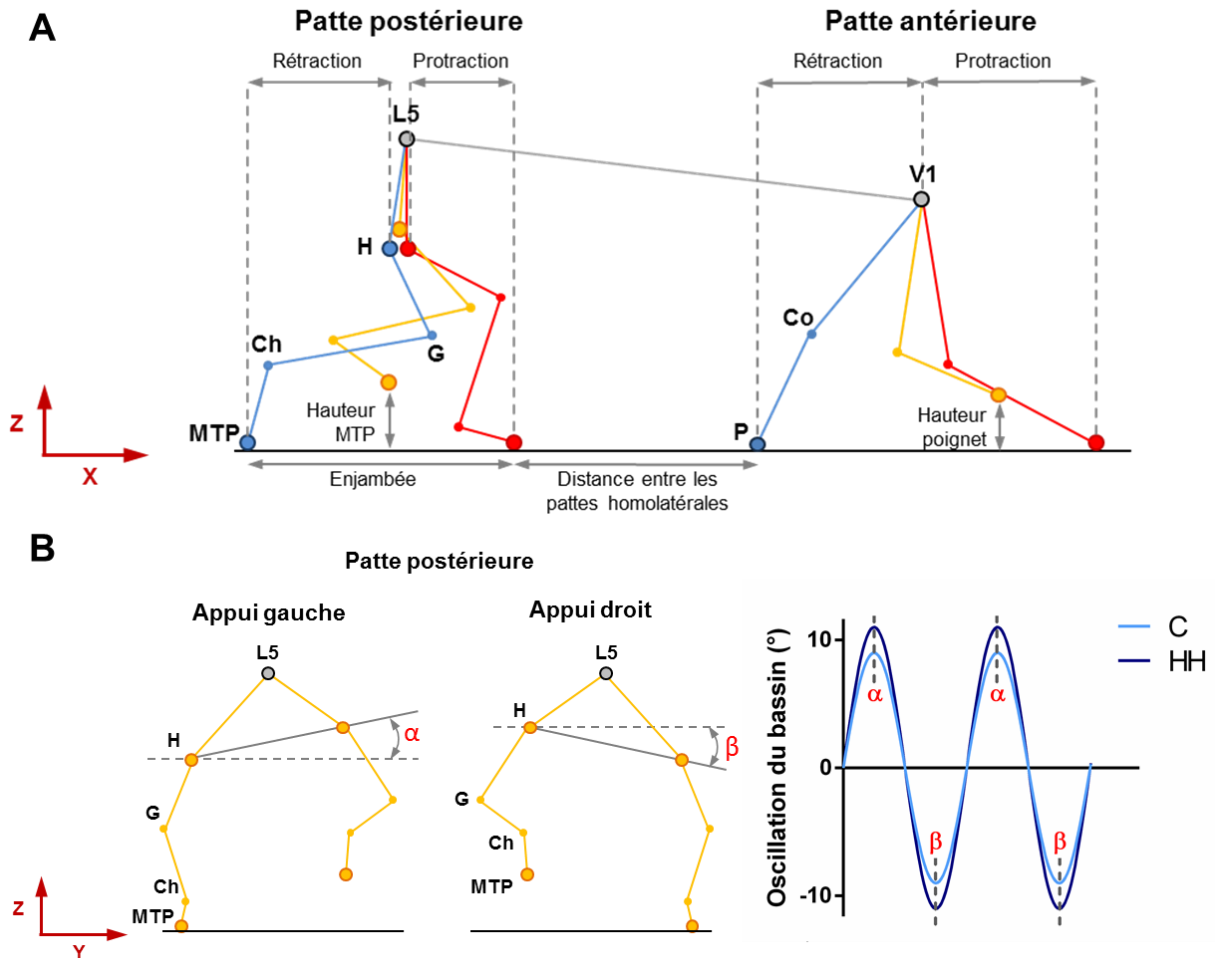 A
Patte postérieure
Patte antérieure
Rétraction
Protraction
Rétraction
Protraction
L5
V1
H
Co
Ch
G
Z
Hauteur
MTP
Hauteur
poignet
MTP
P
X
Enjambée
Distance entre les
pattes homolatérales
B
Patte postérieure
Appui gauche
Appui droit
L5
L5
H
α
H
β
G
G
Ch
Ch
MTP
MTP
Z
Y
Oscillation du bassin (°)
10
0
-10
α
α
β
β
C
HH